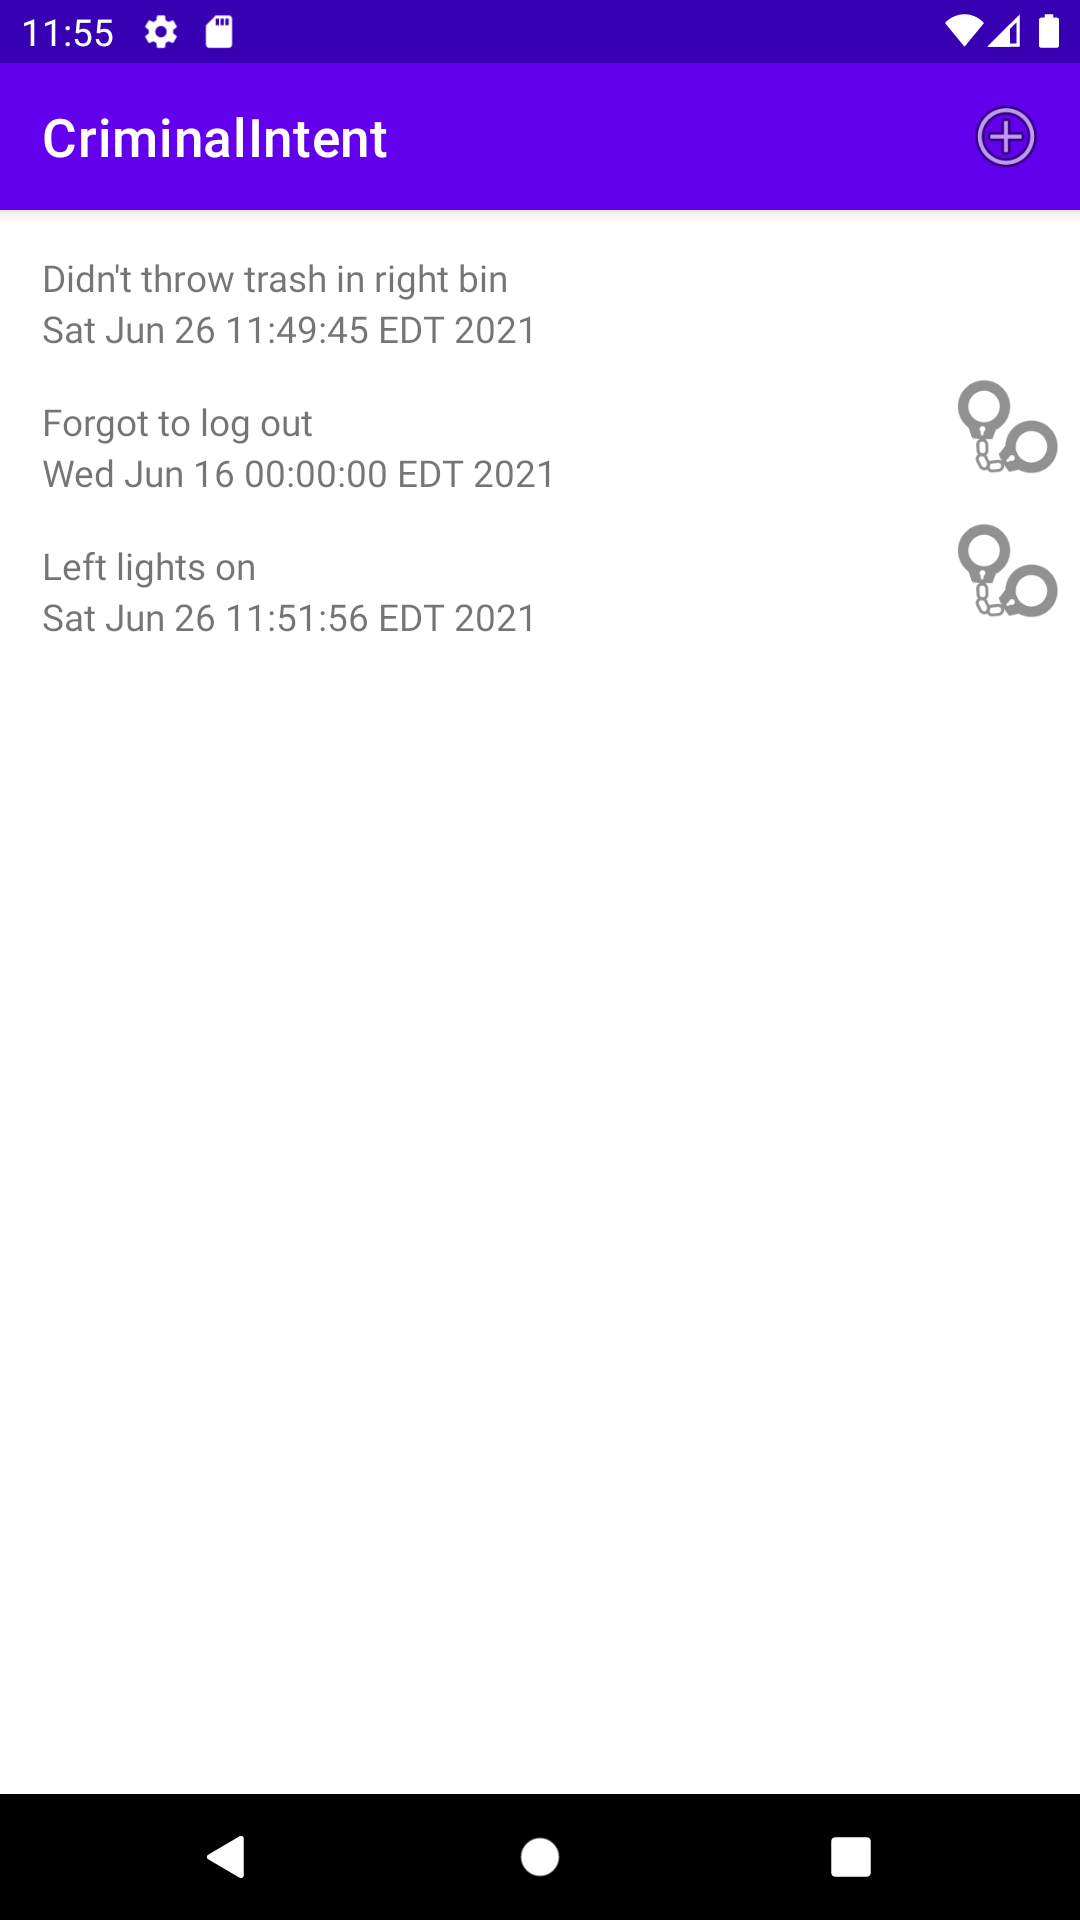 11:55
CriminalIntent
Didn't throw trash in right bin
Sat Jun 26 11:49:45 EDT 2021
Forgot to log out
Wed Jun 16 00:00:00 EDT 2021
Left lights on
Sat Jun 26 11:51:56 EDT 2021